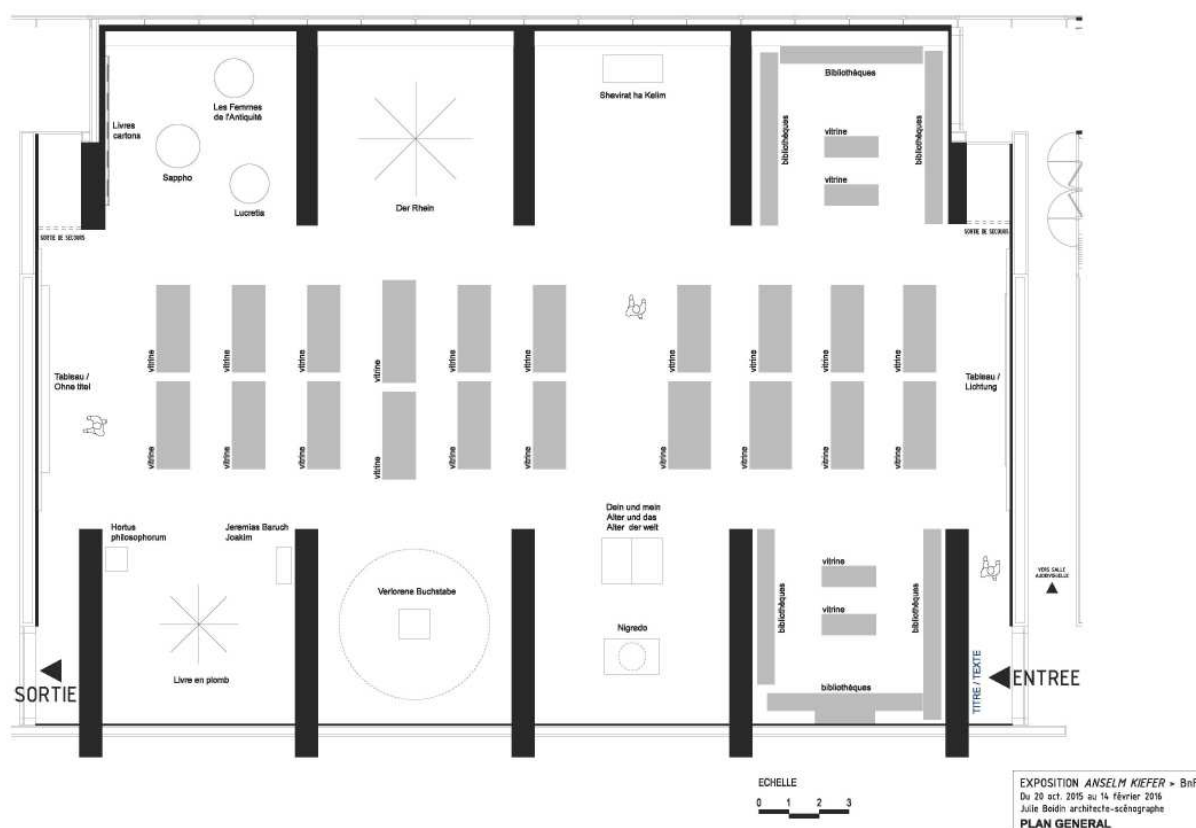 Bibliothèques
Livres
cartons
Les Femmes
de l'Antiquité
Sappho
Lucretia
Der Rhein
Shevirat ha Kelim
bibliothèques
vitrine
vitrine
bibliothèques
SORTIE DE SECOURS
SORTIE DE SECOURS
vitrine
vitrine
vitrine
vitrine
vitrine
vitrine
vitrine
vitrine
vitrine
vitrine
Tableau /
Ohne titel
Tableau /
Lichtung
vitrine
vitrine
vitrine
vitrine
vitrine
vitrine
vitrine
vitrine
vitrine
vitrine
Hortus
philosophorum
Jeremias Baruch
Joakim
Livre en plomb
Verlorene Buchstabe
Dein und mein
Alter und das
Alter der welt
Nigredo
bibliothèques
vitrine
vitrine
bibliothèques
bibliothèques
VERS SALLE
AUDIOVISUELLE
SORTIE
TITRE / TEXTE
ENTREE
ECHELLE
0 1 2 3
EXPOSITION ANSELM KIEFER > BnF
Du 20 oct. 2015 au 14 février 2016
Julie Boidin architecte-scénographe
PLAN GENERAL